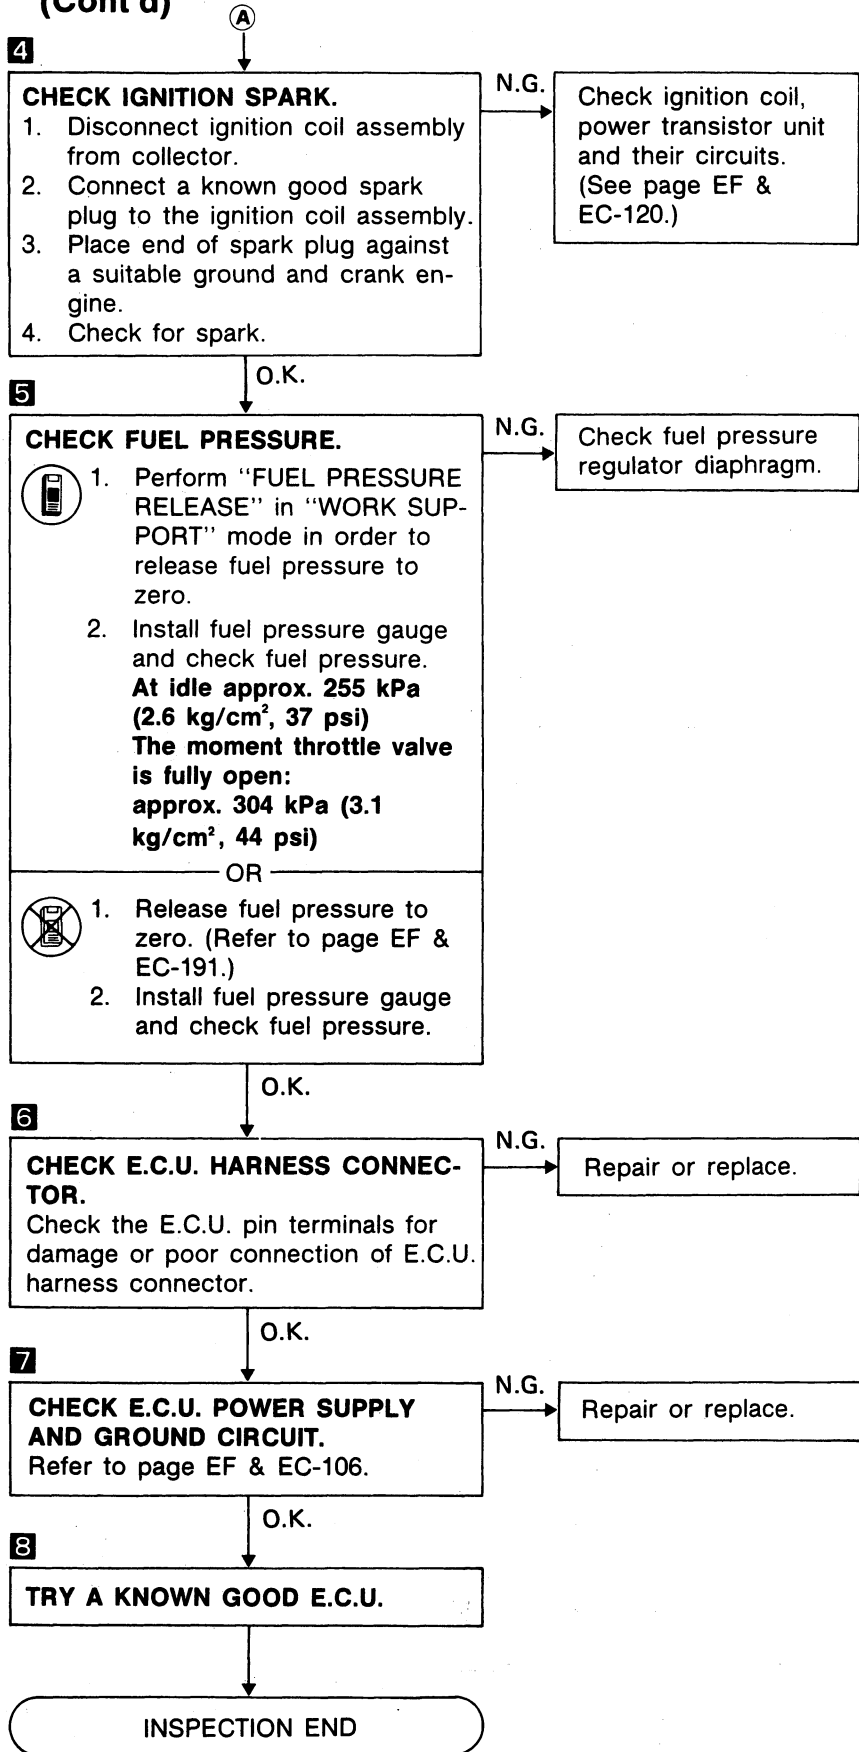 (Cont'd)
A
4
CHECK IGNITION SPARK.
1. Disconnect ignition coil assembly
from collector.
2. Connect a known good spark
plug to the ignition coil assembly.
3. Place end of spark plug against
a suitable ground and crank en-
gine.
4. Check for spark.
N.G.
Check ignition coil,
power transistor unit
and their circuits.
(See page EF &
EC-120.)
O.K.
5
CHECK FUEL PRESSURE.
1. Perform "FUEL PRESSURE
RELEASE" in "WORK SUP-
PORT" mode in order to
release fuel pressure to
zero.
2. Install fuel pressure gauge
and check fuel pressure.
At idle approx. 255 kPa
(2.6 kg/cm², 37 psi)
The moment throttle valve
is fully open:
approx. 304 kPa (3.1
kg/cm², 44 psi)
OR
1. Release fuel pressure to
zero. (Refer to page EF &
EC-191.)
2. Install fuel pressure gauge
and check fuel pressure.
N.G.
Check fuel pressure
regulator diaphragm.
O.K.
6
CHECK E.C.U. HARNESS CONNEC-
TOR.
Check the E.C.U. pin terminals for
damage or poor connection of E.C.U.
harness connector.
N.G.
Repair or replace.
O.K.
7
CHECK E.C.U. POWER SUPPLY
AND GROUND CIRCUIT.
Refer to page EF & EC-106.
N.G.
Repair or replace.
O.K.
8
TRY A KNOWN GOOD E.C.U.
INSPECTION END